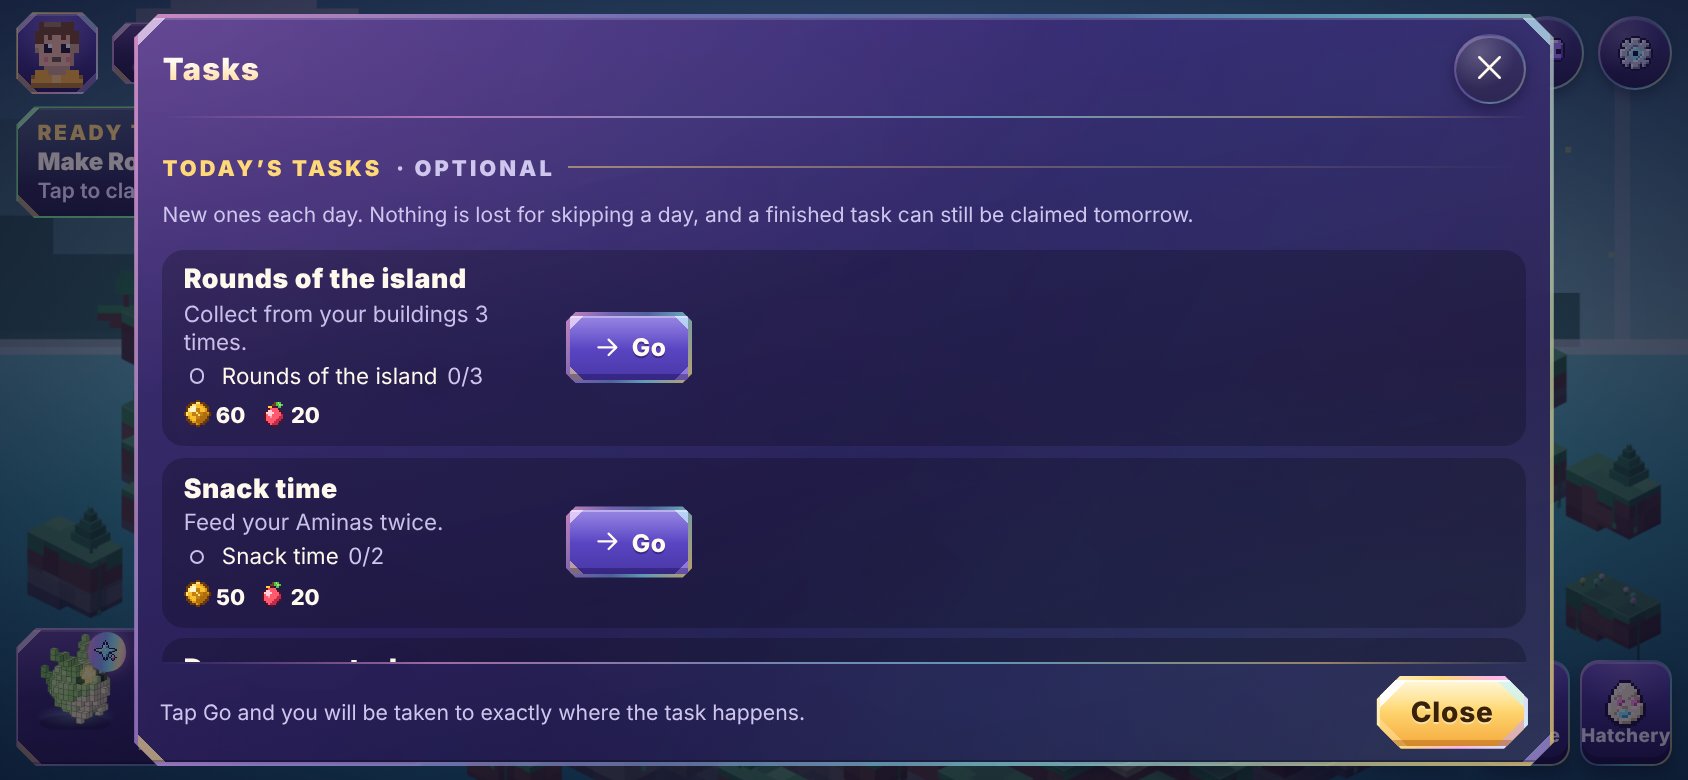 Tasks
READY
Make Ro
Tap to cla
TODAY'S TASKS · OPTIONAL
New ones each day. Nothing is lost for skipping a day, and a finished task can still be claimed tomorrow.
Rounds of the island
Collect from your buildings 3
times.
Rounds of the island 0/3
60 20
→ Go
Snack time
Feed your Aminas twice.
Snack time 0/2
50 20
→ Go
Tap Go and you will be taken to exactly where the task happens.
Close
Hatchery